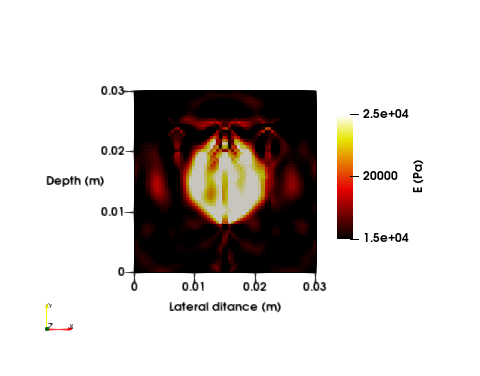 0.03
0.02
Depth (m)
0.01
0
0 0.01 0.02 0.03
Lateral ditance (m)
2.5e+04
20000
1.5e+04
E (Pa)
Y
Z
X